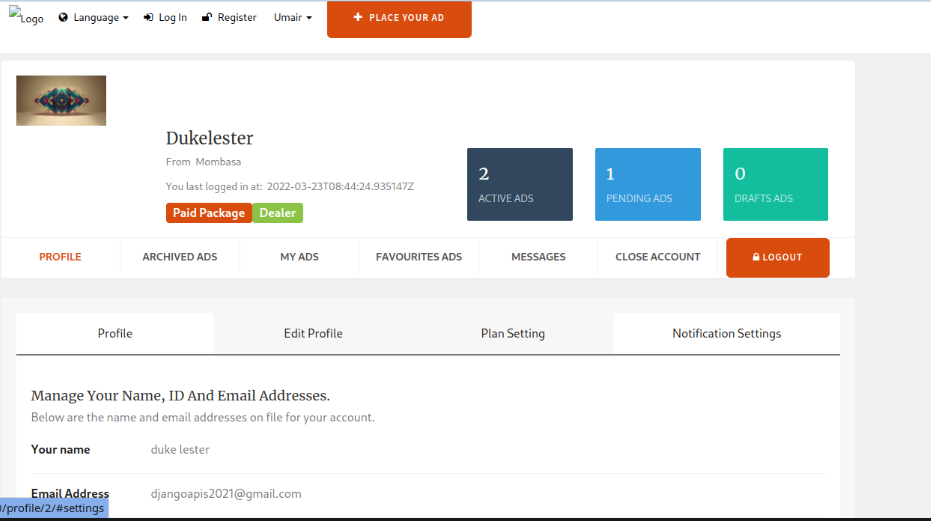 Logo Language Log In Register Umair PLACE YOUR AD
Dukelester
From Mombasa
You last logged in at: 2022-03-23T08:44:24.935147Z
Paid Package Dealer
2
ACTIVE ADS
1
PENDING ADS
0
DRAFTS ADS
PROFILE ARCHIVED ADS MY ADS FAVOURITES ADS MESSAGES CLOSE ACCOUNT LOGOUT
Profile Edit Profile Plan Setting Notification Settings
Manage Your Name, ID And Email Addresses.
Below are the name and email addresses on file for your account.
Your name duke lester
Email Address djangoapis2021@gmail.com
/profile/2/#settings